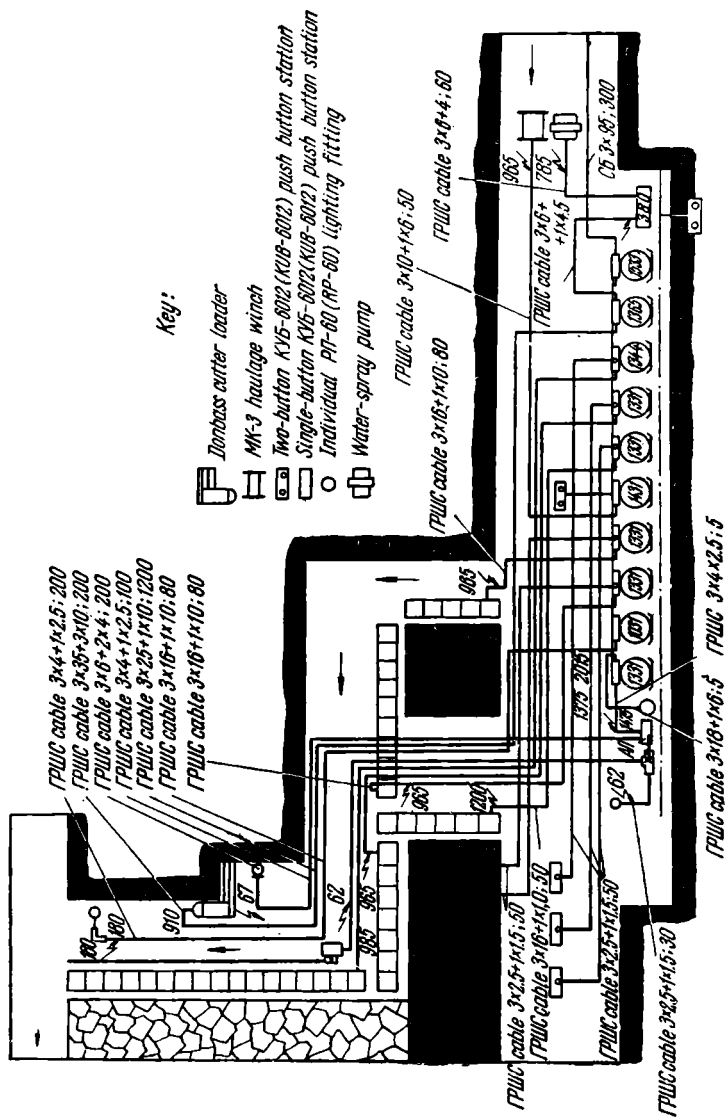 Key:
Donbass cutter loader
MK-3 haulage winch
Two-button КУБ-6012 (KUB-6012) push button station
Single-button КУБ-6012 (KUB-6012) push button station
Individual РП-60 (RP-60) lighting fitting
Water-spray pump
ГРШС cable 3×4+1×2.5; 200
ГРШС cable 3×35+3×10; 200
ГРШС cable 3×6+2×4; 200
ГРШС cable 3×4+1×2.5; 100
ГРШС cable 3×25+1×10; 1200
ГРШС cable 3×16+1×10; 80
ГРШС cable 3×16+1×10; 80
ГРШС cable 3×16+1×10; 80
ГРШС cable 3×10+1×6; 50
ГРШС cable 3×6+
+1×4.5
ГРШС cable 3×6+4; 60
965
785
СБ 3×95; 300
380
180
180
910
67
62
985
965
965
1200
985
1375
2015
62
ГРШС cable 3×2.5+1×1.5; 50
ГРШС cable 3×16+1×10; 50
ГРШС cable 3×2.5+1×1.5; 50
ГРШС cable 3×2.5+1×1.5; 30
ГРШС cable 3×18+1×6; 5
ГРШС 3×4×2.5; 5